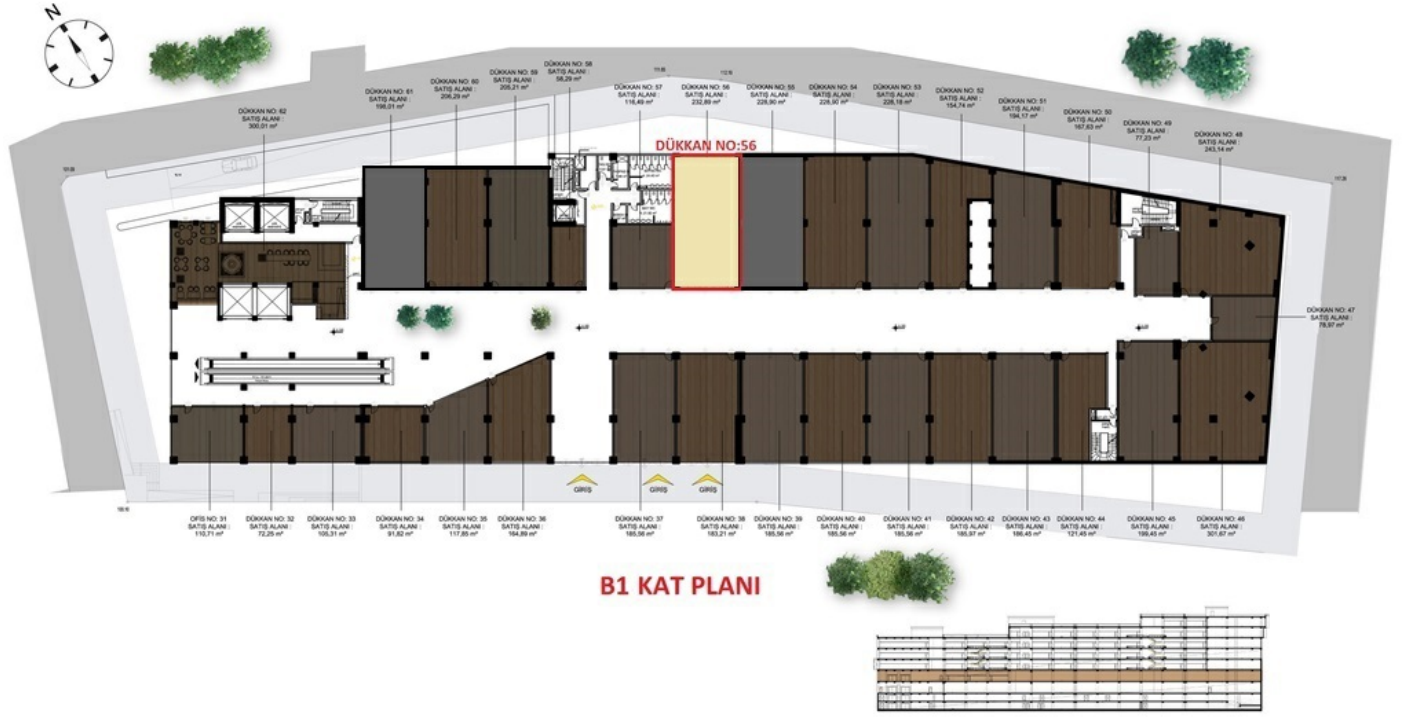 N
DÜKKAN NO: 62
SATIŞ ALANI :
300,01 m²
DÜKKAN NO: 61
SATIŞ ALANI :
198,01 m²
DÜKKAN NO: 60
SATIŞ ALANI :
206,29 m²
DÜKKAN NO: 59
SATIŞ ALANI :
205,21 m²
DÜKKAN NO: 58
SATIŞ ALANI :
58,29 m²
DÜKKAN NO: 57
SATIŞ ALANI :
116,49 m²
DÜKKAN NO: 56
SATIŞ ALANI :
232,89 m²
DÜKKAN NO: 55
SATIŞ ALANI :
228,90 m²
DÜKKAN NO: 54
SATIŞ ALANI :
228,90 m²
DÜKKAN NO: 53
SATIŞ ALANI :
228,18 m²
DÜKKAN NO: 52
SATIŞ ALANI :
154,74 m²
DÜKKAN NO: 51
SATIŞ ALANI :
194,17 m²
DÜKKAN NO: 50
SATIŞ ALANI :
167,63 m²
DÜKKAN NO: 49
SATIŞ ALANI :
77,23 m²
DÜKKAN NO: 48
SATIŞ ALANI :
243,14 m²
DÜKKAN NO:56
DÜKKAN NO: 47
SATIŞ ALANI :
78,97 m²
GİRİŞ
GİRİŞ
GİRİŞ
OFİS NO: 31
SATIŞ ALANI :
110,71 m²
DÜKKAN NO: 32
SATIŞ ALANI :
72,25 m²
DÜKKAN NO: 33
SATIŞ ALANI :
105,31 m²
DÜKKAN NO: 34
SATIŞ ALANI :
91,82 m²
DÜKKAN NO: 35
SATIŞ ALANI :
117,85 m²
DÜKKAN NO: 36
SATIŞ ALANI :
164,89 m²
DÜKKAN NO: 37
SATIŞ ALANI :
185,56 m²
DÜKKAN NO: 38
SATIŞ ALANI :
183,21 m²
DÜKKAN NO: 39
SATIŞ ALANI :
185,56 m²
DÜKKAN NO: 40
SATIŞ ALANI :
185,56 m²
DÜKKAN NO: 41
SATIŞ ALANI :
185,56 m²
DÜKKAN NO: 42
SATIŞ ALANI :
185,97 m²
DÜKKAN NO: 43
SATIŞ ALANI :
186,45 m²
DÜKKAN NO: 44
SATIŞ ALANI :
121,45 m²
DÜKKAN NO: 45
SATIŞ ALANI :
199,45 m²
DÜKKAN NO: 46
SATIŞ ALANI :
301,67 m²
B1 KAT PLANI